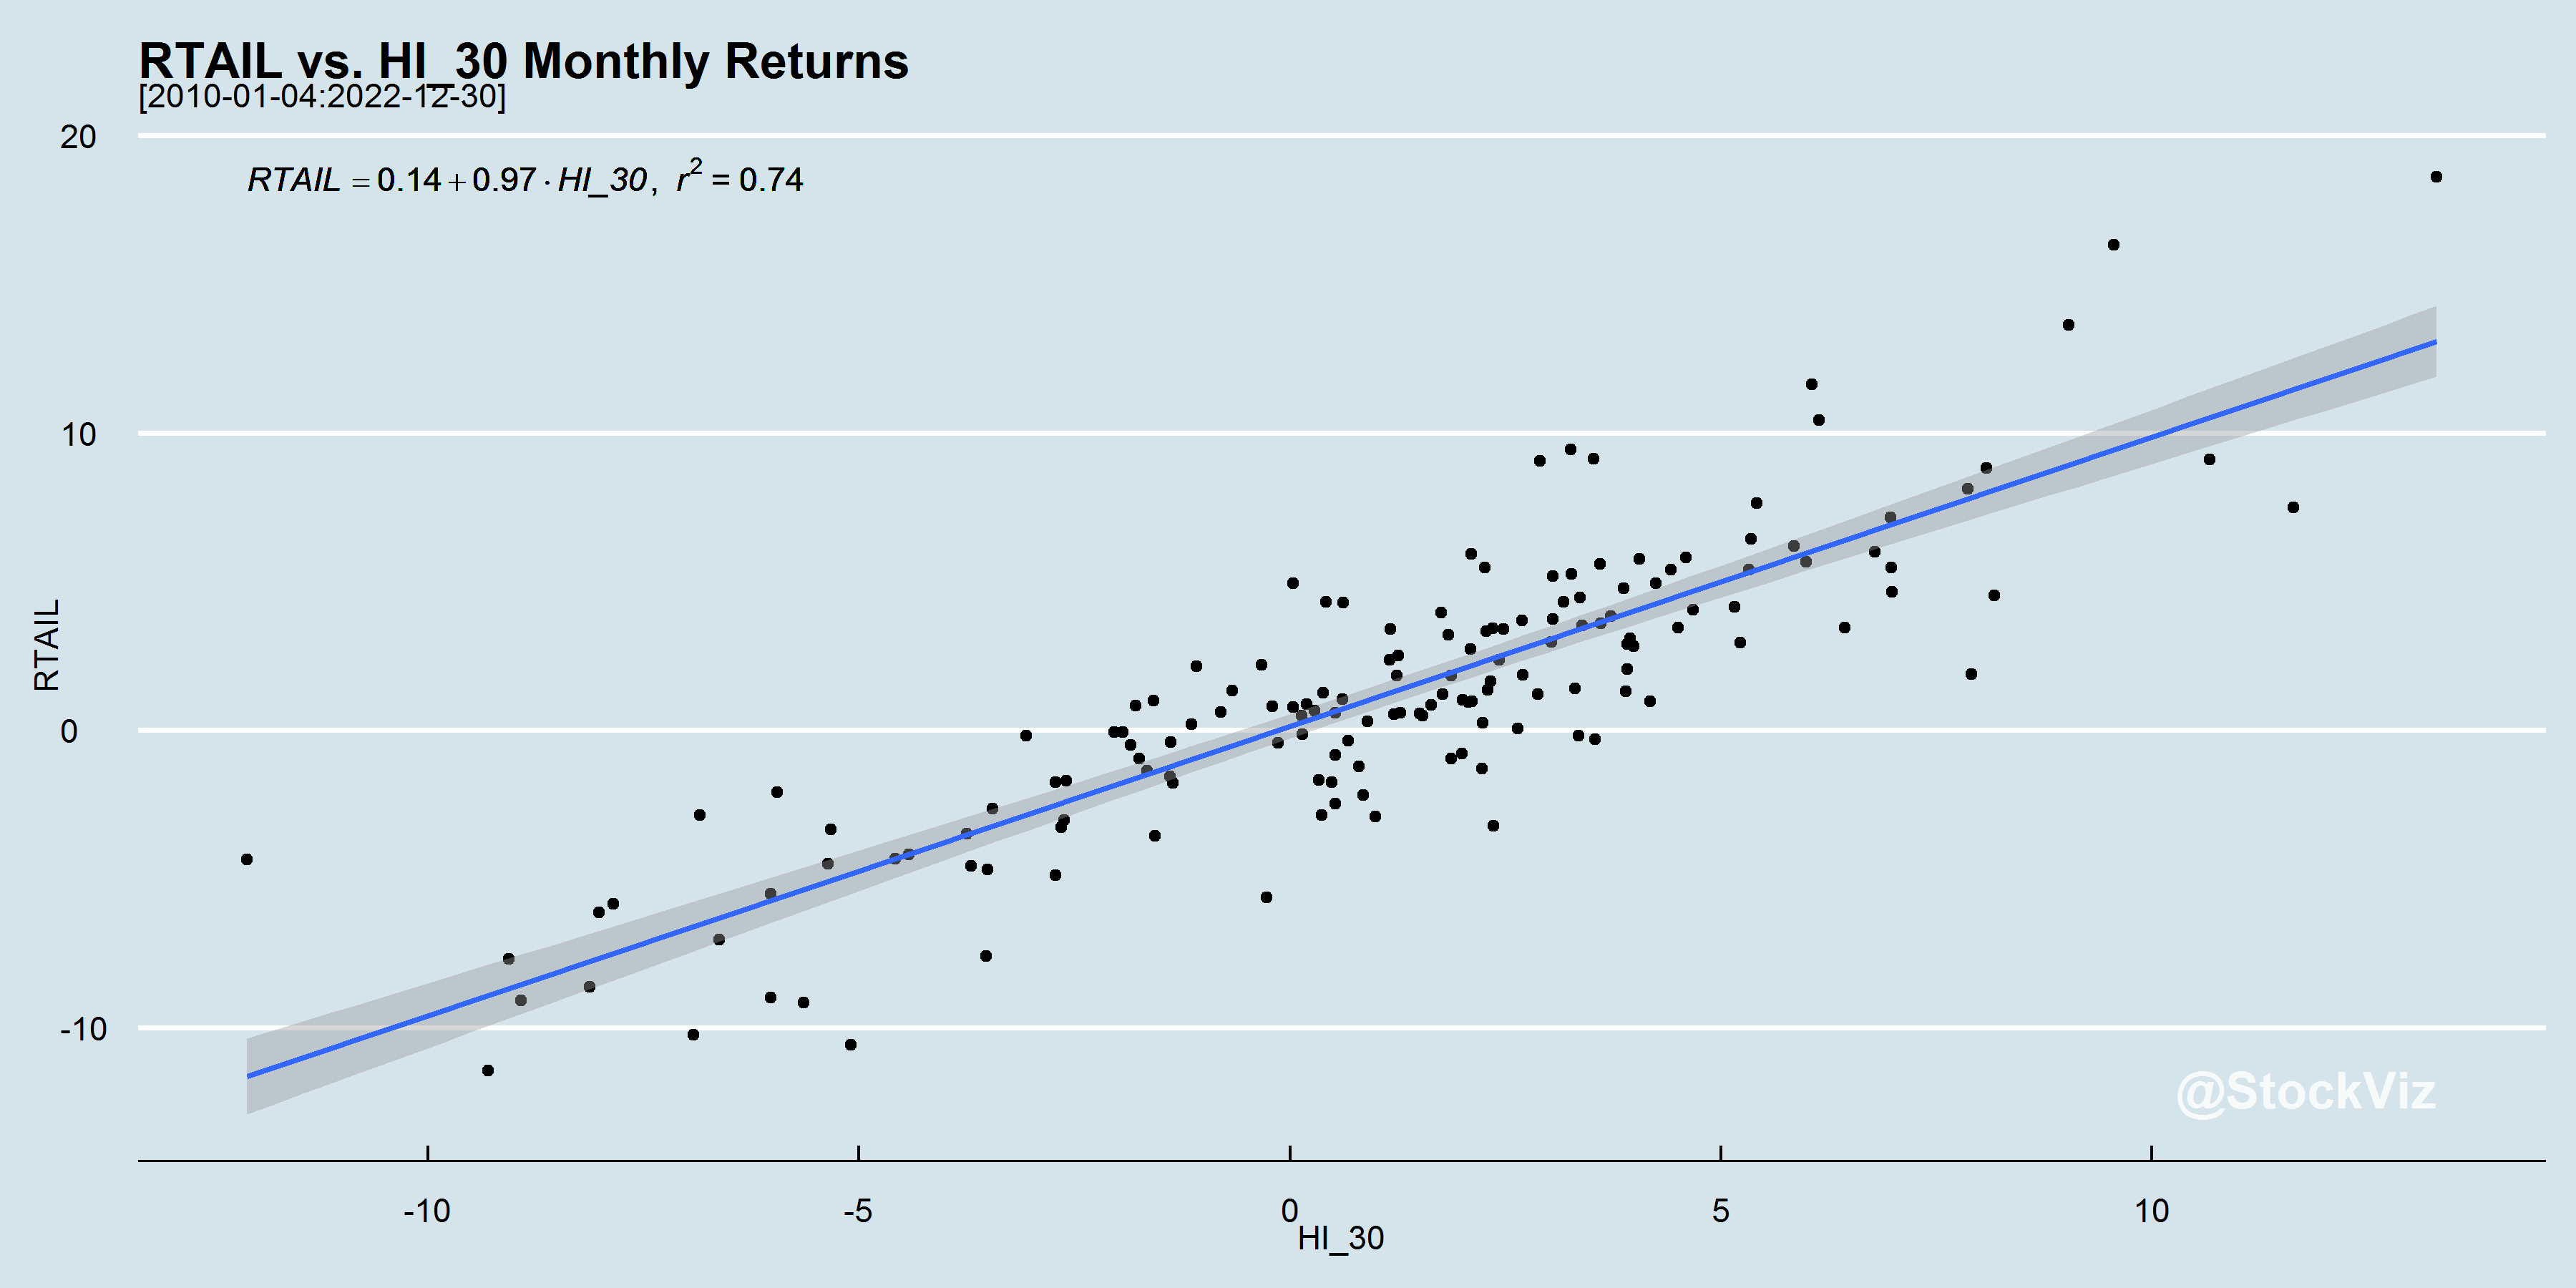 RTAIL vs. HI_30 Monthly Returns
[2010-01-04:2022-12-30]
20
RTAIL = 0.14 + 0.97 · HI_30, r² = 0.74
10
RTAIL
0
-10
@StockViz
-10 -5 0 5 10
HI_30